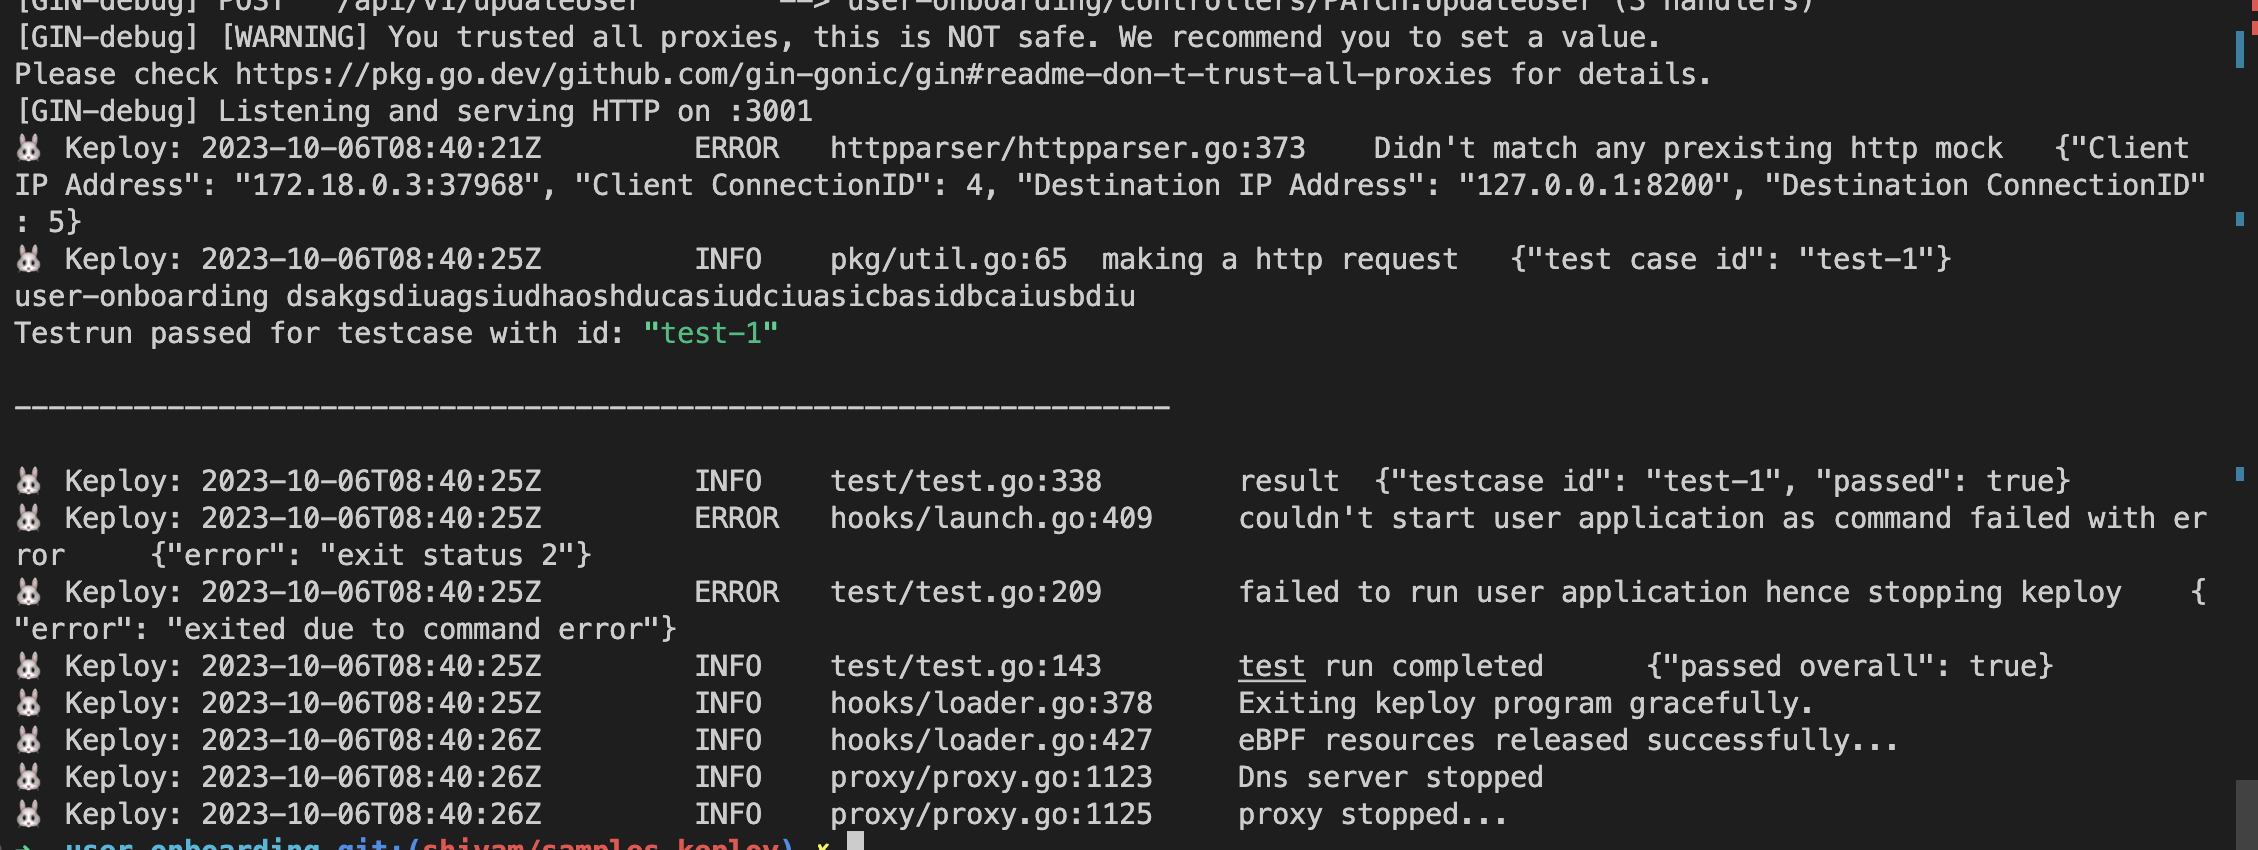 [GIN-debug] POST /api/v1/updateUser --> user-onboarding/controllers/PATCH.UpdateUser (3 handlers)
[GIN-debug] [WARNING] You trusted all proxies, this is NOT safe. We recommend you to set a value.
Please check https://pkg.go.dev/github.com/gin-gonic/gin#readme-don-t-trust-all-proxies for details.
[GIN-debug] Listening and serving HTTP on :3001
🐰 Keploy: 2023-10-06T08:40:21Z ERROR httpparser/httpparser.go:373 Didn't match any prexisting http mock {"Client
IP Address": "172.18.0.3:37968", "Client ConnectionID": 4, "Destination IP Address": "127.0.0.1:8200", "Destination ConnectionID"
: 5}
🐰 Keploy: 2023-10-06T08:40:25Z INFO pkg/util.go:65 making a http request {"test case id": "test-1"}
user-onboarding dsakgsdiuagsiudhaoshducasiudciuasicbasidbcaiusbdiu
Testrun passed for testcase with id: "test-1"
--------------------------------------------------------------------
🐰 Keploy: 2023-10-06T08:40:25Z INFO test/test.go:338 result {"testcase id": "test-1", "passed": true}
🐰 Keploy: 2023-10-06T08:40:25Z ERROR hooks/launch.go:409 couldn't start user application as command failed with er
ror {"error": "exit status 2"}
🐰 Keploy: 2023-10-06T08:40:25Z ERROR test/test.go:209 failed to run user application hence stopping keploy {
"error": "exited due to command error"}
🐰 Keploy: 2023-10-06T08:40:25Z INFO test/test.go:143 test run completed {"passed overall": true}
🐰 Keploy: 2023-10-06T08:40:25Z INFO hooks/loader.go:378 Exiting keploy program gracefully.
🐰 Keploy: 2023-10-06T08:40:26Z INFO hooks/loader.go:427 eBPF resources released successfully...
🐰 Keploy: 2023-10-06T08:40:26Z INFO proxy/proxy.go:1123 Dns server stopped
🐰 Keploy: 2023-10-06T08:40:26Z INFO proxy/proxy.go:1125 proxy stopped...
→ user-onboarding git:(shivam/samples-keploy) ✗